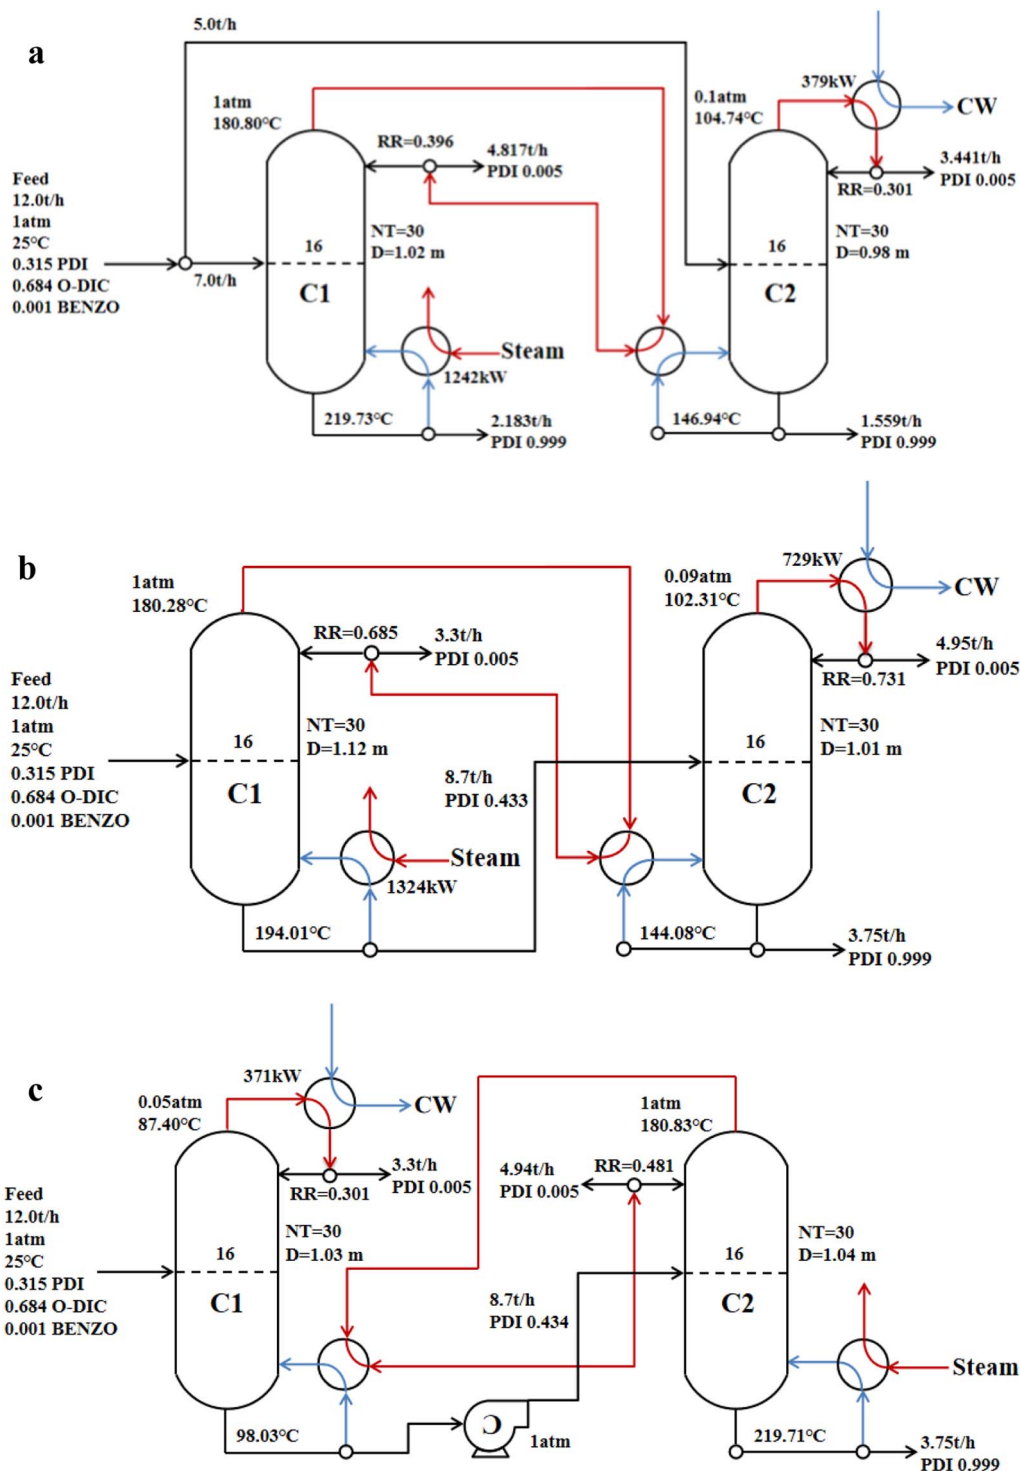 a
5.0t/h
1atm
180.80°C
RR=0.396
4.817t/h
PDI 0.005
0.1atm
104.74°C
379kW
CW
3.441t/h
PDI 0.005
RR=0.301
Feed
12.0t/h
1atm
25°C
0.315 PDI
0.684 O-DIC
0.001 BENZO
7.0t/h
16
C1
NT=30
D=1.02 m
Steam
1242kW
219.73°C
2.183t/h
PDI 0.999
16
C2
NT=30
D=0.98 m
146.94°C
1.559t/h
PDI 0.999
b
1atm
180.28°C
RR=0.685
3.3t/h
PDI 0.005
0.09atm
102.31°C
729kW
CW
4.95t/h
PDI 0.005
RR=0.731
Feed
12.0t/h
1atm
25°C
0.315 PDI
0.684 O-DIC
0.001 BENZO
16
C1
NT=30
D=1.12 m
8.7t/h
PDI 0.433
Steam
1324kW
194.01°C
16
C2
NT=30
D=1.01 m
144.08°C
3.75t/h
PDI 0.999
c
0.05atm
87.40°C
371kW
CW
3.3t/h
PDI 0.005
RR=0.301
1atm
180.83°C
4.94t/h
PDI 0.005
RR=0.481
Feed
12.0t/h
1atm
25°C
0.315 PDI
0.684 O-DIC
0.001 BENZO
16
C1
NT=30
D=1.03 m
8.7t/h
PDI 0.434
98.03°C
1atm
16
C2
NT=30
D=1.04 m
Steam
219.71°C
3.75t/h
PDI 0.999